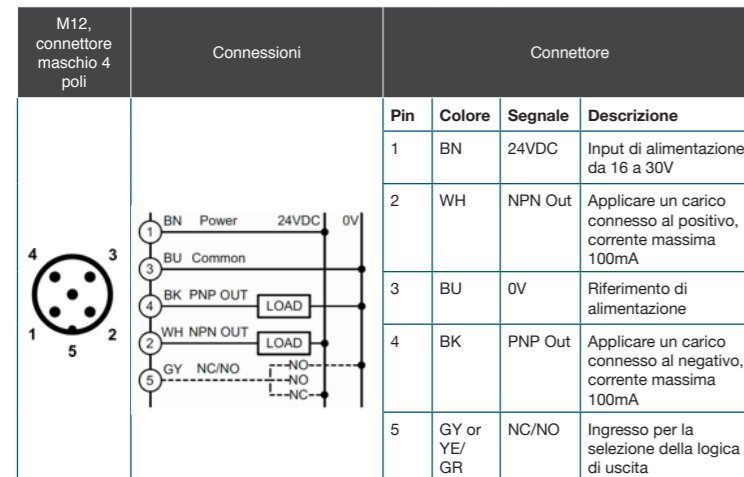 M12,
connettore
maschio 4
poli
Connessioni
Connettore
Pin Colore Segnale Descrizione
1 BN 24VDC Input di alimentazione
da 16 a 30V
2 WH NPN Out Applicare un carico
connesso al positivo,
corrente massima
100mA
3 BU 0V Riferimento di
alimentazione
4 BK PNP Out Applicare un carico
connesso al negativo,
corrente massima
100mA
5 GY or NC/NO Ingresso per la
YE/ selezione della logica
GR di uscita
4 3
1 2
5
BN Power 24VDC 0V
1
BU Common
3
BK PNP OUT
4 LOAD
WH NPN OUT
2 LOAD
GY NC/NO NO
5 NO
NC